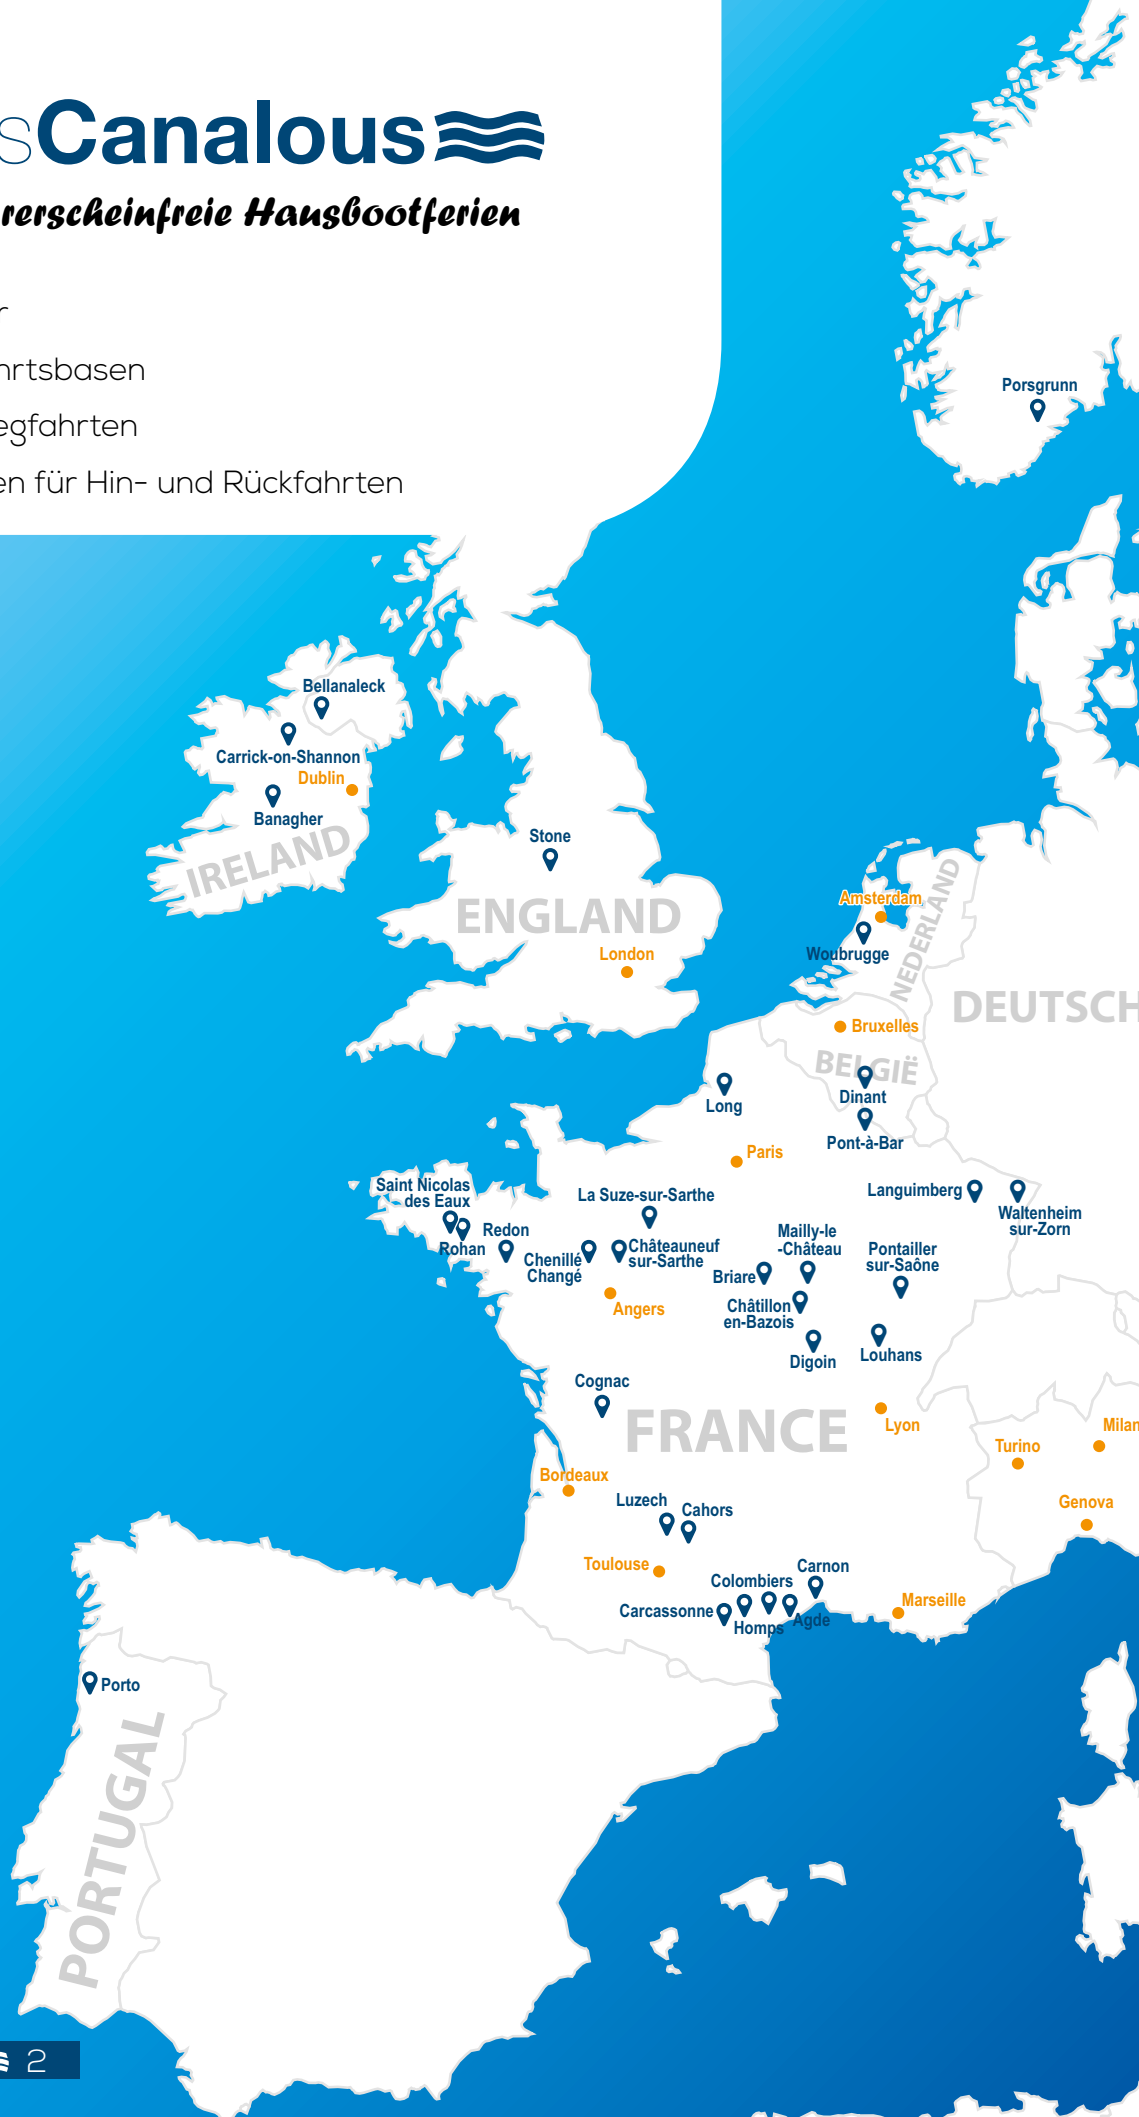 sCanalous
rerscheinfreie Hausbootferien
r
hrtsbasen
egfahrten
en für Hin- und Rückfahrten
Porsgrunn
Bellanaleck
Carrick-on-Shannon
Dublin
Banagher
IRELAND
Stone
ENGLAND
London
Amsterdam
Woubrugge
NEDERLAND
DEUTSCH
Bruxelles
BELGIË
Dinant
Long
Pont-à-Bar
Paris
Saint Nicolas
des Eaux
Rohan
Redon
La Suze-sur-Sarthe
Chenillé
Changé
Châteauneuf
sur-Sarthe
Angers
Languimberg
Waltenheim
sur-Zorn
Mailly-le
-Château
Briare
Châtillon
en-Bazois
Digoin
Pontailler
sur-Saône
Louhans
Cognac
FRANCE
Lyon
Turino
Milan
Genova
Bordeaux
Luzech
Cahors
Toulouse
Carnon
Colombiers
Carcassonne
Homps
Agde
Marseille
Porto
PORTUGAL
2